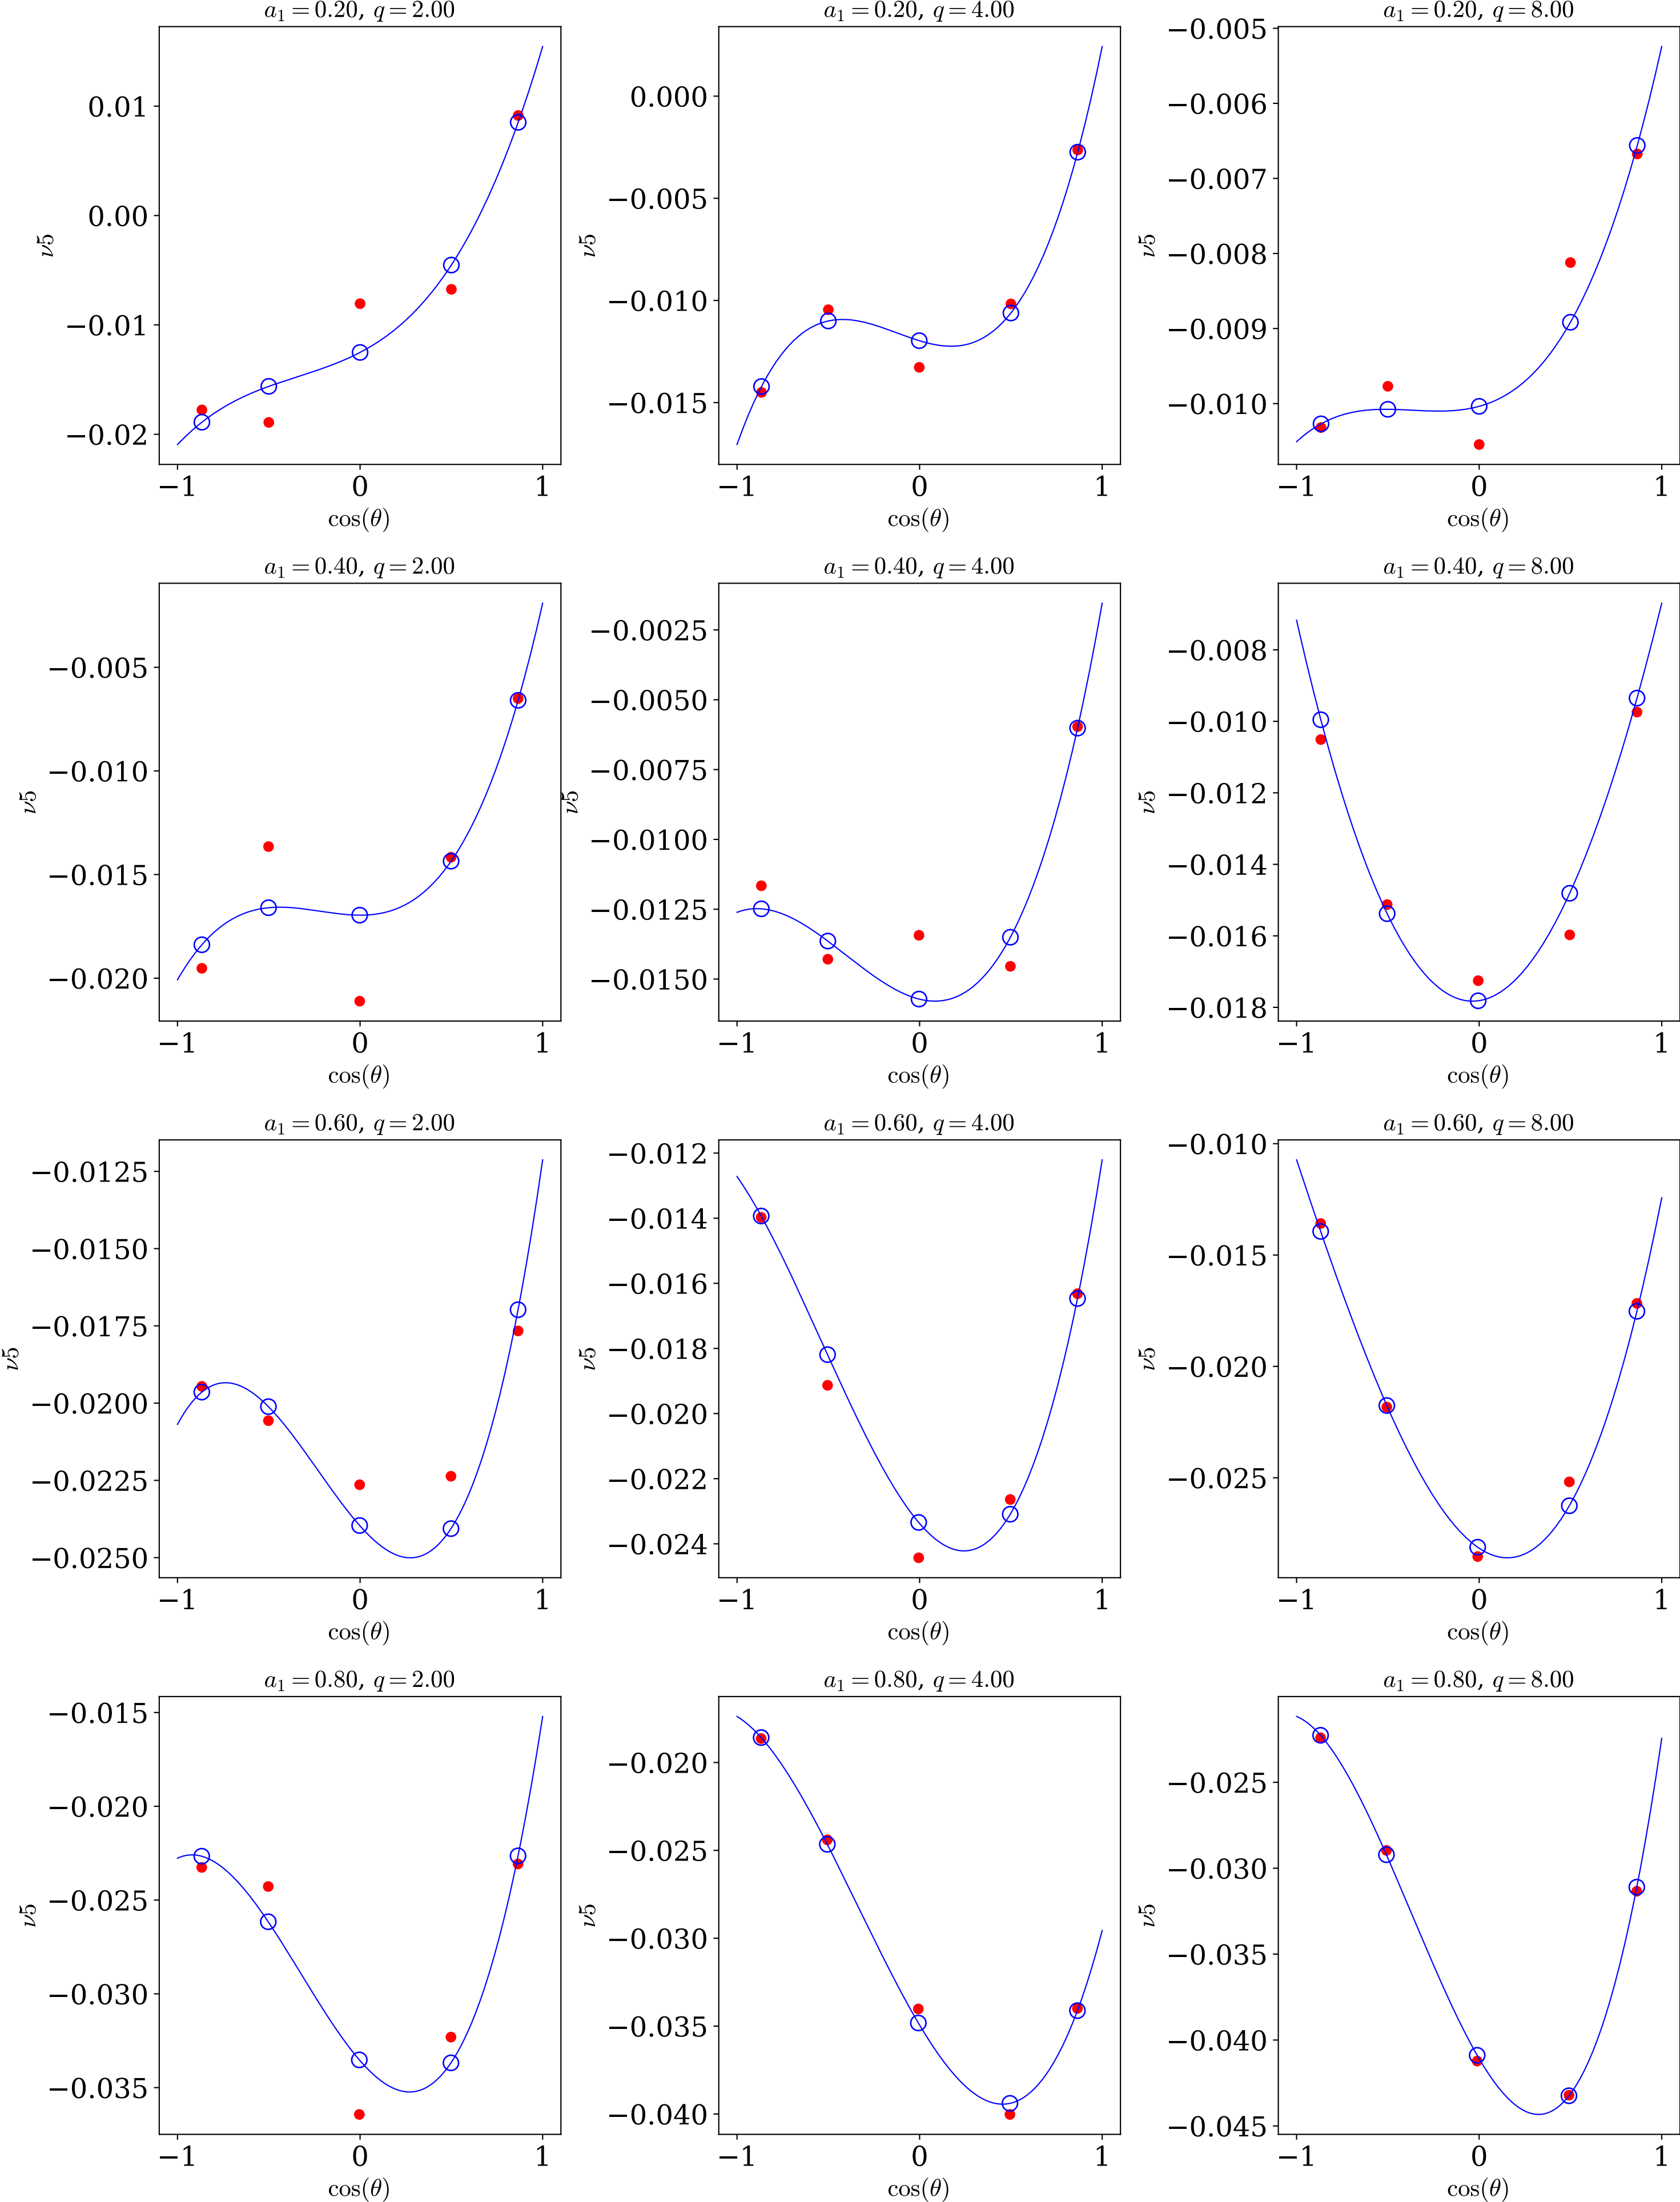 a₁ = 0.20, q = 2.00
0.01
0.00
−0.01
−0.02
ν5
−1 0 1
cos(θ)
a₁ = 0.20, q = 4.00
0.000
−0.005
−0.010
−0.015
ν5
−1 0 1
cos(θ)
a₁ = 0.20, q = 8.00
−0.005
−0.006
−0.007
−0.008
−0.009
−0.010
ν5
−1 0 1
cos(θ)
a₁ = 0.40, q = 2.00
−0.005
−0.010
−0.015
−0.020
ν5
−1 0 1
cos(θ)
a₁ = 0.40, q = 4.00
−0.0025
−0.0050
−0.0075
−0.0100
−0.0125
−0.0150
ν5
−1 0 1
cos(θ)
a₁ = 0.40, q = 8.00
−0.008
−0.010
−0.012
−0.014
−0.016
−0.018
ν5
−1 0 1
cos(θ)
a₁ = 0.60, q = 2.00
−0.0125
−0.0150
−0.0175
−0.0200
−0.0225
−0.0250
ν5
−1 0 1
cos(θ)
a₁ = 0.60, q = 4.00
−0.012
−0.014
−0.016
−0.018
−0.020
−0.022
−0.024
ν5
−1 0 1
cos(θ)
a₁ = 0.60, q = 8.00
−0.010
−0.015
−0.020
−0.025
ν5
−1 0 1
cos(θ)
a₁ = 0.80, q = 2.00
−0.015
−0.020
−0.025
−0.030
−0.035
ν5
−1 0 1
cos(θ)
a₁ = 0.80, q = 4.00
−0.020
−0.025
−0.030
−0.035
−0.040
ν5
−1 0 1
cos(θ)
a₁ = 0.80, q = 8.00
−0.025
−0.030
−0.035
−0.040
−0.045
ν5
−1 0 1
cos(θ)